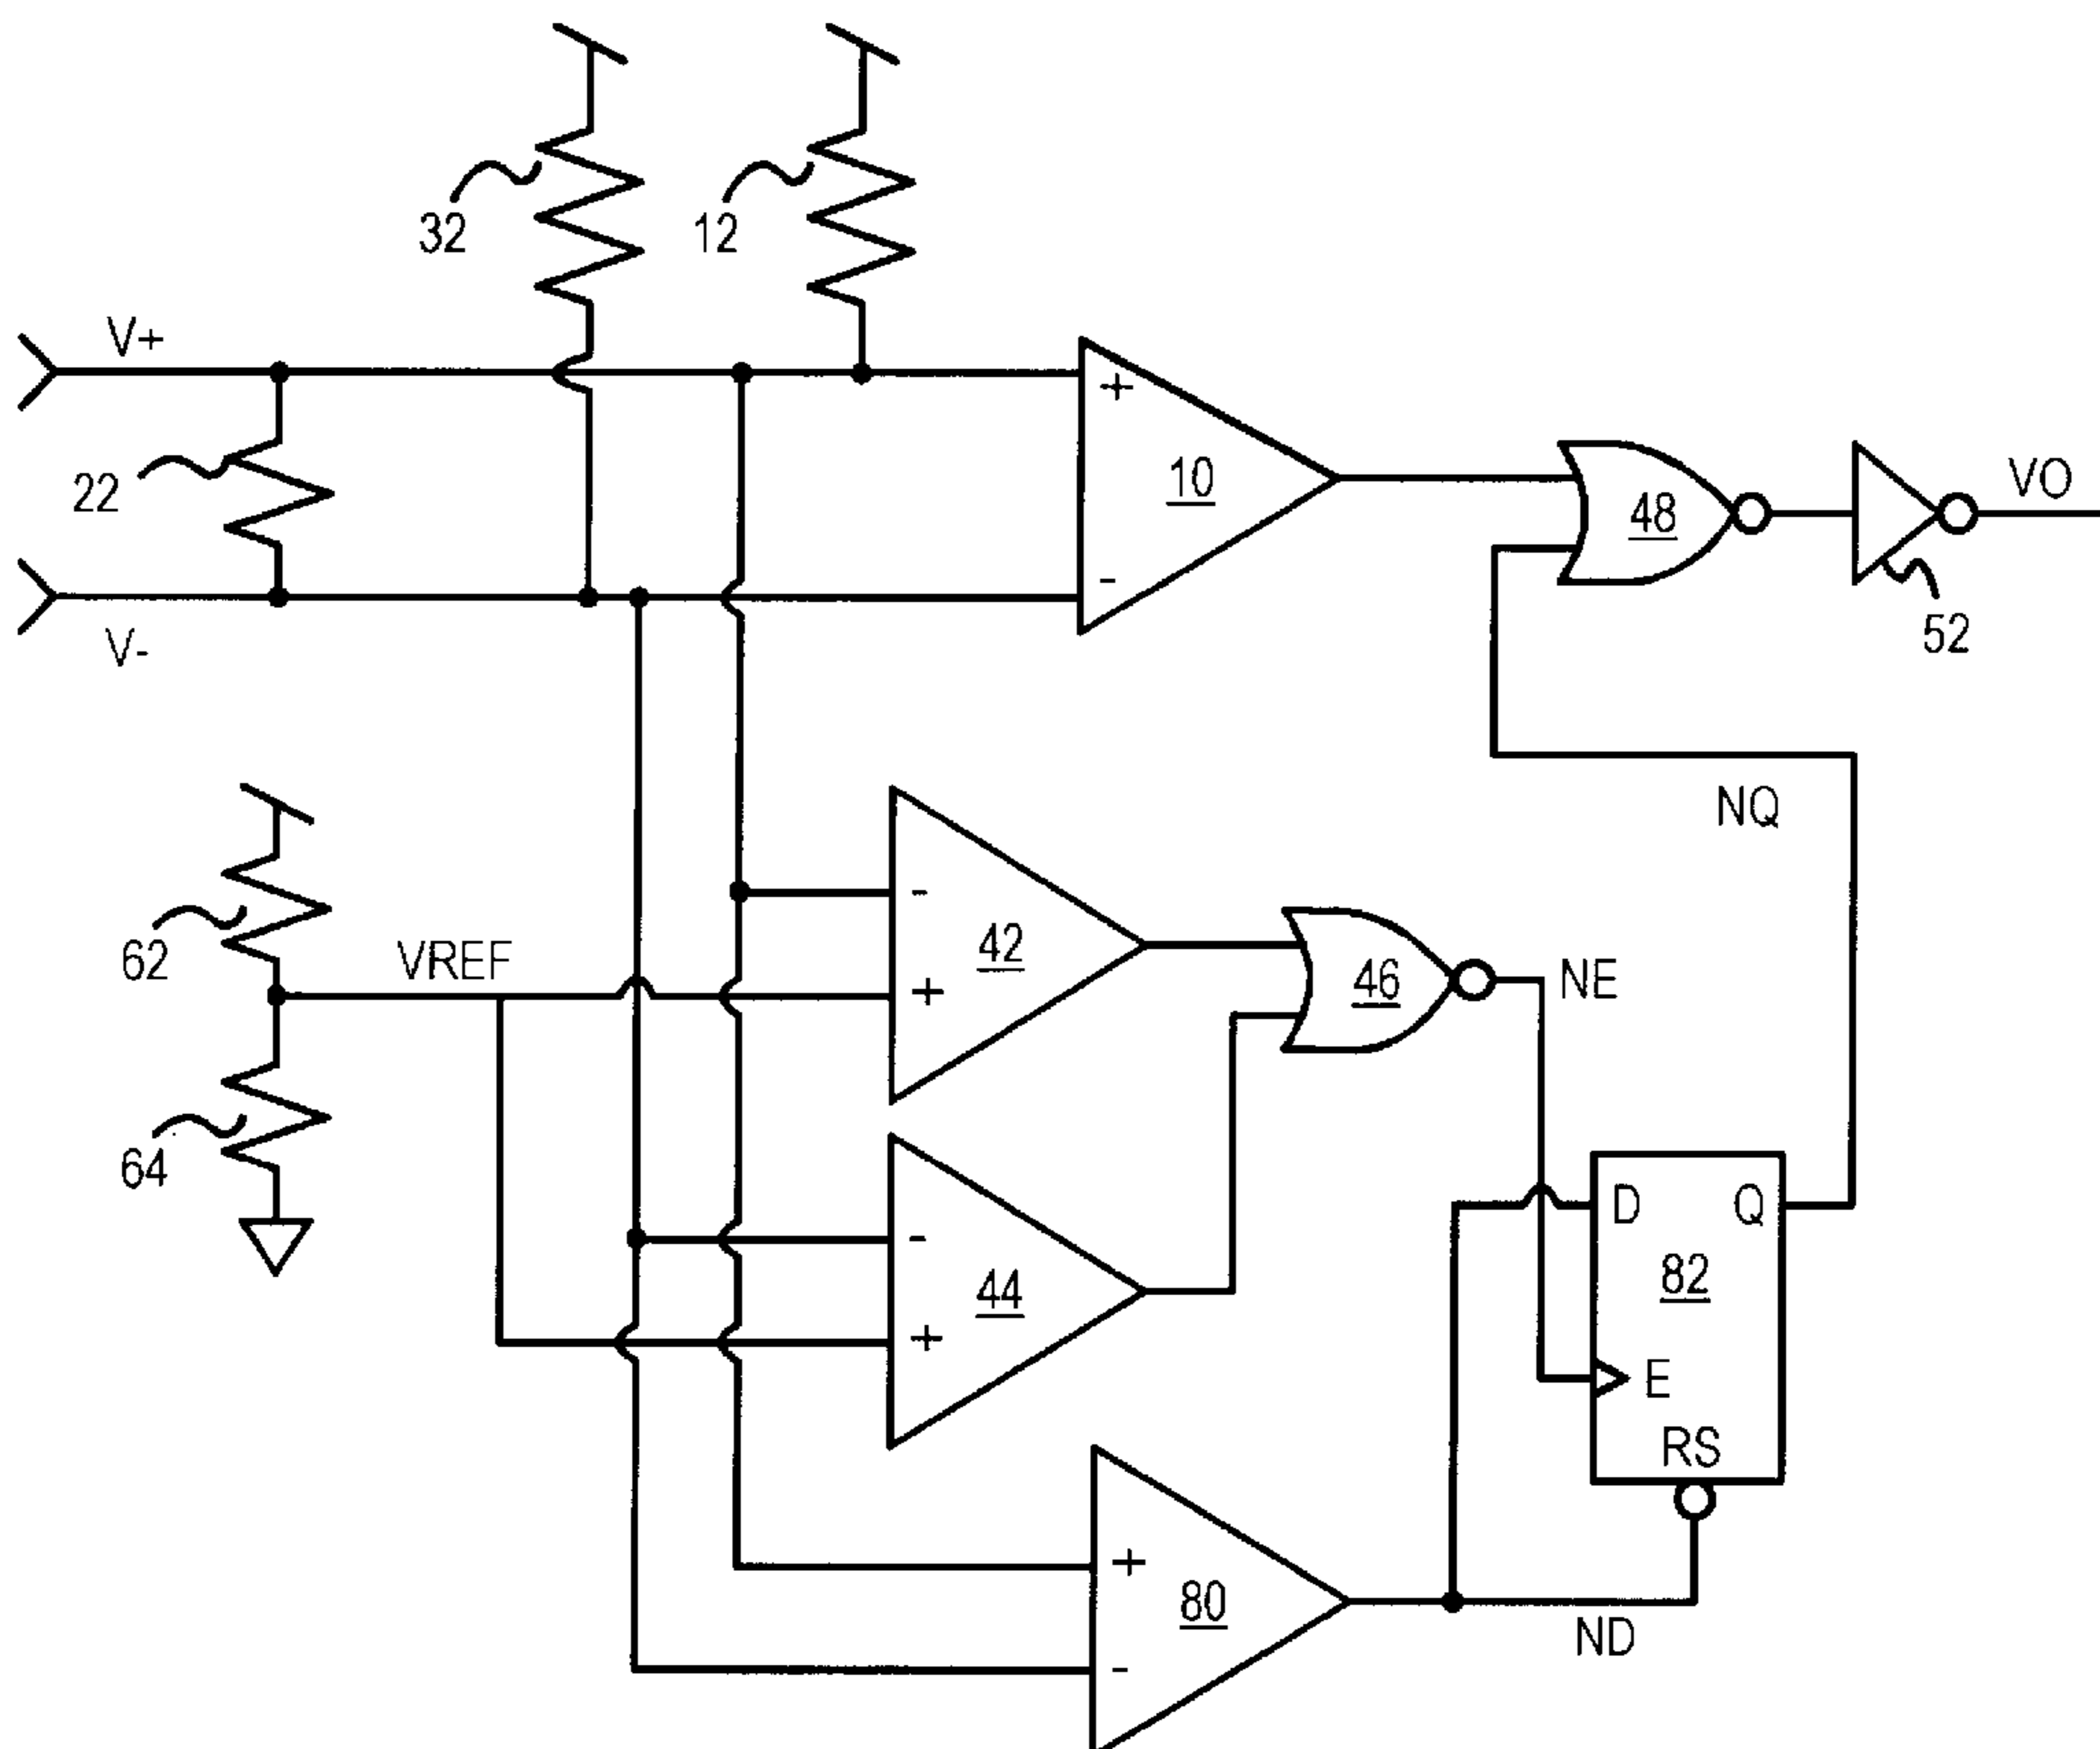 32
12
V+
+
10
22
48
VO
-
V-
52
NQ
-
42
62
VREF
+
46
NE
64
D
Q
-
82
44
+
E
RS
+
80
ND
-